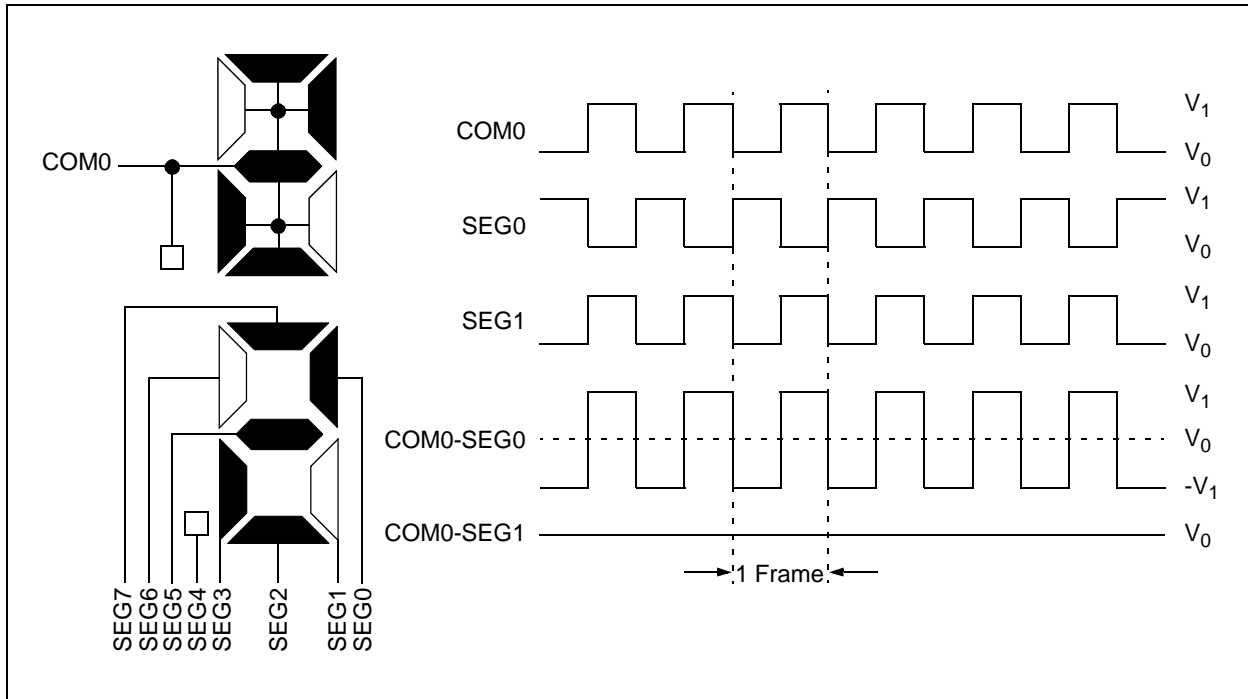 COM0
SEG7
SEG6
SEG5
SEG4
SEG3
SEG2
SEG1
SEG0
COM0
V1
V0
SEG0
V1
V0
SEG1
V1
V0
COM0-SEG0
V1
V0
-V1
COM0-SEG1
V0
1 Frame